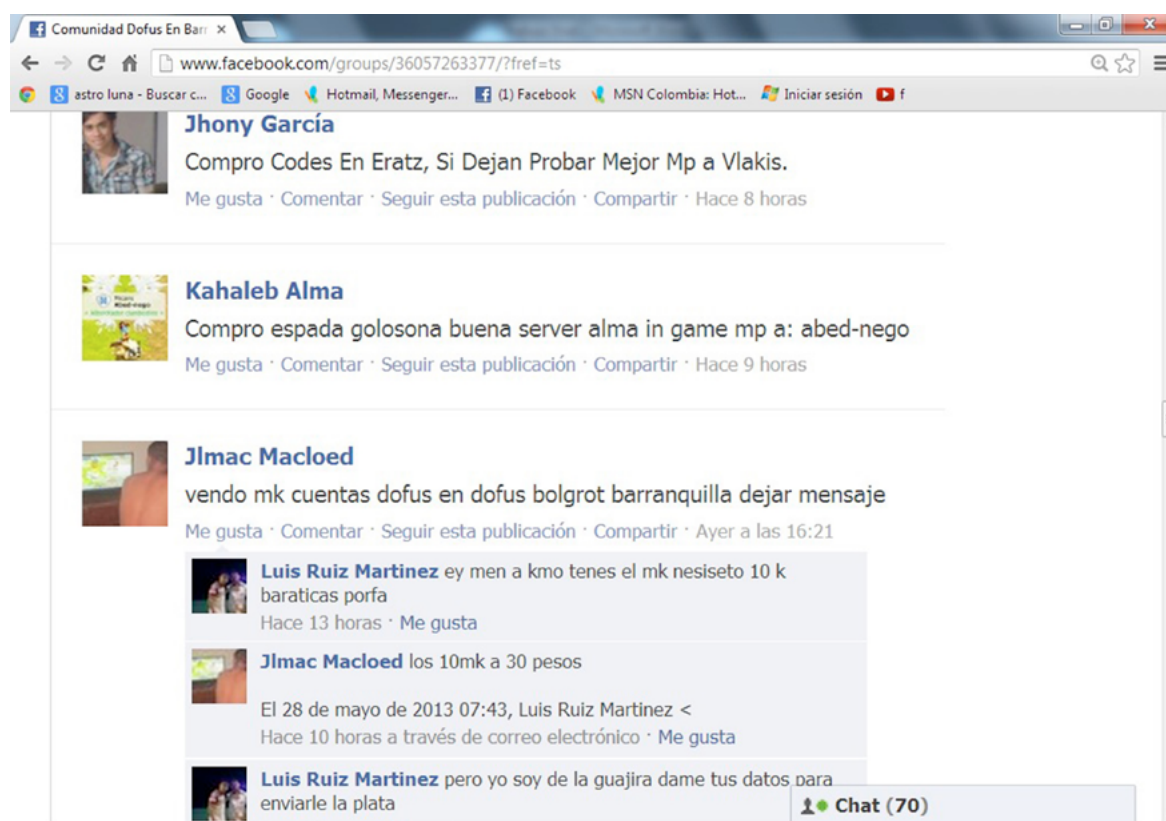 Comunidad Dofus En Barr
www.facebook.com/groups/36057263377/?fref=ts
astro luna - Buscar c... Google Hotmail, Messenger... (1) Facebook MSN Colombia: Hot... Iniciar sesión f
Jhony García
Compro Codes En Eratz, Si Dejan Probar Mejor Mp a Vlakis.
Me gusta · Comentar · Seguir esta publicación · Compartir · Hace 8 horas
Kahaleb Alma
Compro espada golosona buena server alma in game mp a: abed-nego
Me gusta · Comentar · Seguir esta publicación · Compartir · Hace 9 horas
Jlmac Macloed
vendo mk cuentas dofus en dofus bolgrot barranquilla dejar mensaje
Me gusta · Comentar · Seguir esta publicación · Compartir · Ayer a las 16:21
Luis Ruiz Martinez ey men a kmo tenes el mk nesiseto 10 k
baraticas porfa
Hace 13 horas · Me gusta
Jlmac Macloed los 10mk a 30 pesos
El 28 de mayo de 2013 07:43, Luis Ruiz Martinez <
Hace 10 horas a través de correo electrónico · Me gusta
Luis Ruiz Martinez pero yo soy de la guajira dame tus datos para
enviarle la plata
Chat (70)